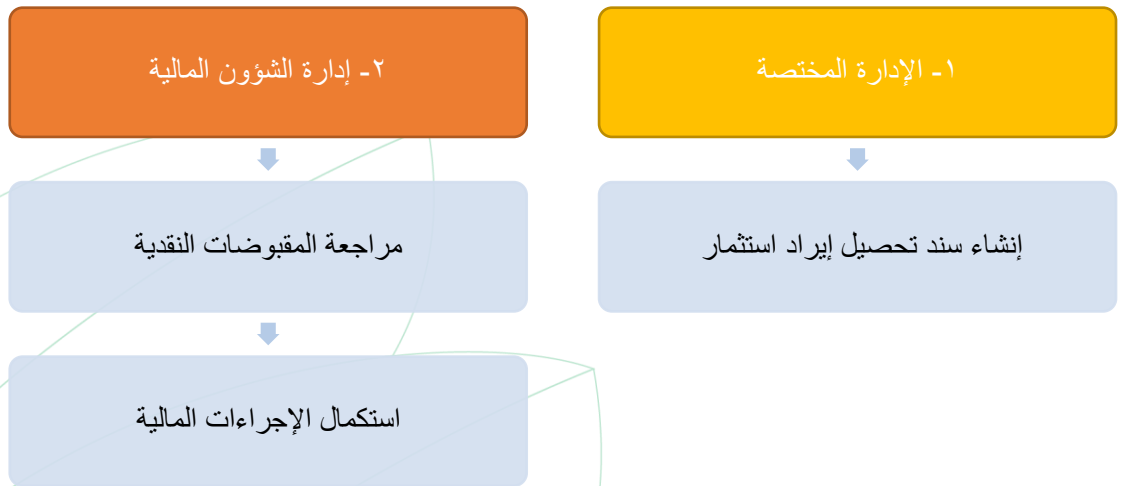 ١- الإدارة المختصة
إنشاء سند تحصيل إيراد استثمار
٢- إدارة الشؤون المالية
مراجعة المقبوضات النقدية
استكمال الإجراءات المالية